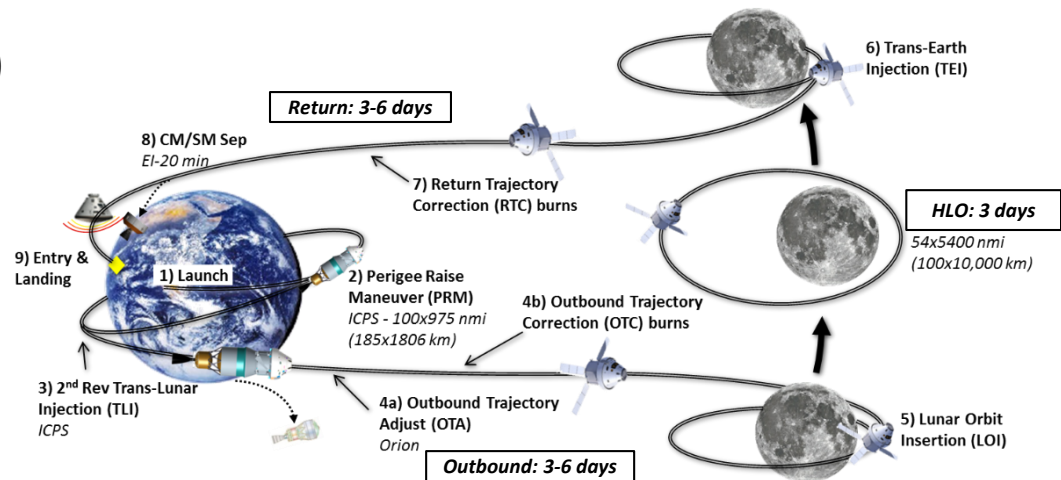 )
6) Trans-Earth
Injection (TEI)
Return: 3-6 days
8) CM/SM Sep
EI-20 min
7) Return Trajectory
Correction (RTC) burns
HLO: 3 days
54x5400 nmi
(100x10,000 km)
9) Entry &
Landing
1) Launch
2) Perigee Raise
Maneuver (PRM)
ICPS - 100x975 nmi
(185x1806 km)
4b) Outbound Trajectory
Correction (OTC) burns
3) 2nd Rev Trans-Lunar
Injection (TLI)
ICPS
4a) Outbound Trajectory
Adjust (OTA)
Orion
5) Lunar Orbit
Insertion (LOI)
Outbound: 3-6 days